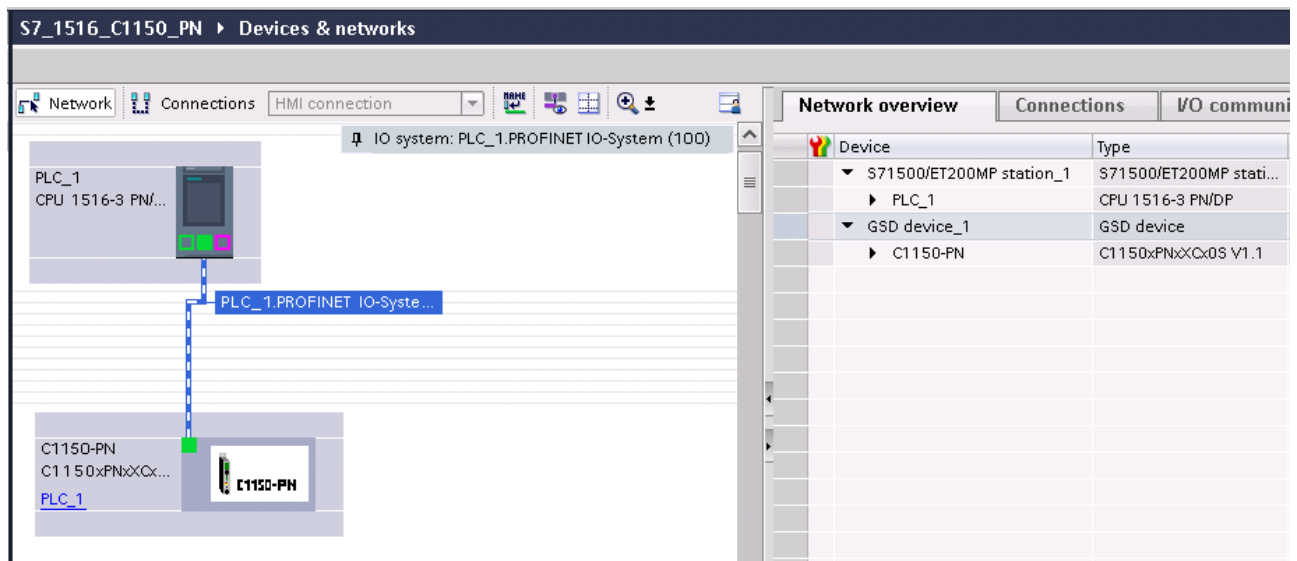 S7_1516_C1150_PN ▸ Devices & networks
Network Connections HMI connection
IO system: PLC_1.PROFINET IO-System (100)
PLC_1
CPU 1516-3 PN/...
PLC_1.PROFINET IO-Syste...
C1150-PN
C1150xPNxXCx...
PLC_1
C1150-PN
Network overview Connections I/O communi
Device Type
S71500/ET200MP station_1 S71500/ET200MP stati...
PLC_1 CPU 1516-3 PN/DP
GSD device_1 GSD device
C1150-PN C1150xPNxXCx0S V1.1